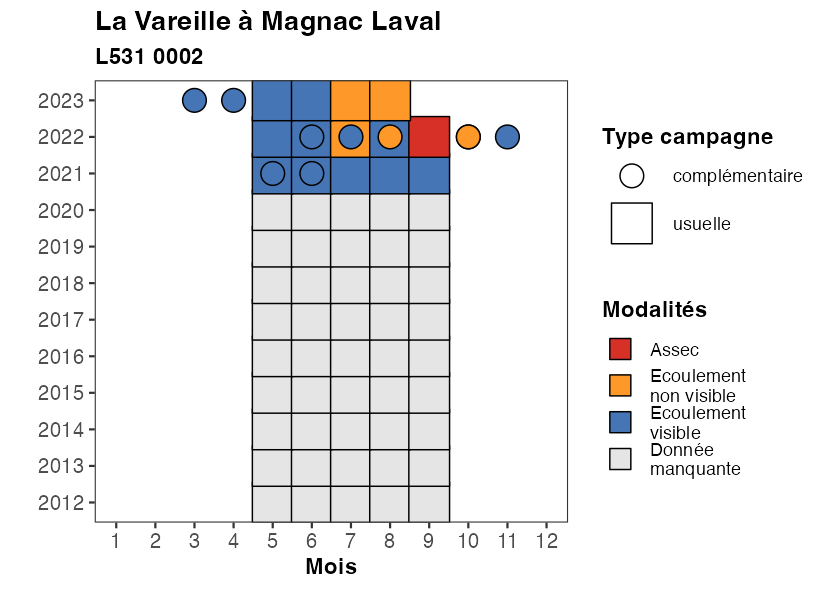 La Vareille à Magnac Laval
L531 0002
2023
2022
2021
2020
2019
2018
2017
2016
2015
2014
2013
2012
1 2 3 4 5 6 7 8 9 10 11 12
Mois
Type campagne
complémentaire
usuelle
Modalités
Assec
Ecoulement
non visible
Ecoulement
visible
Donnée
manquante